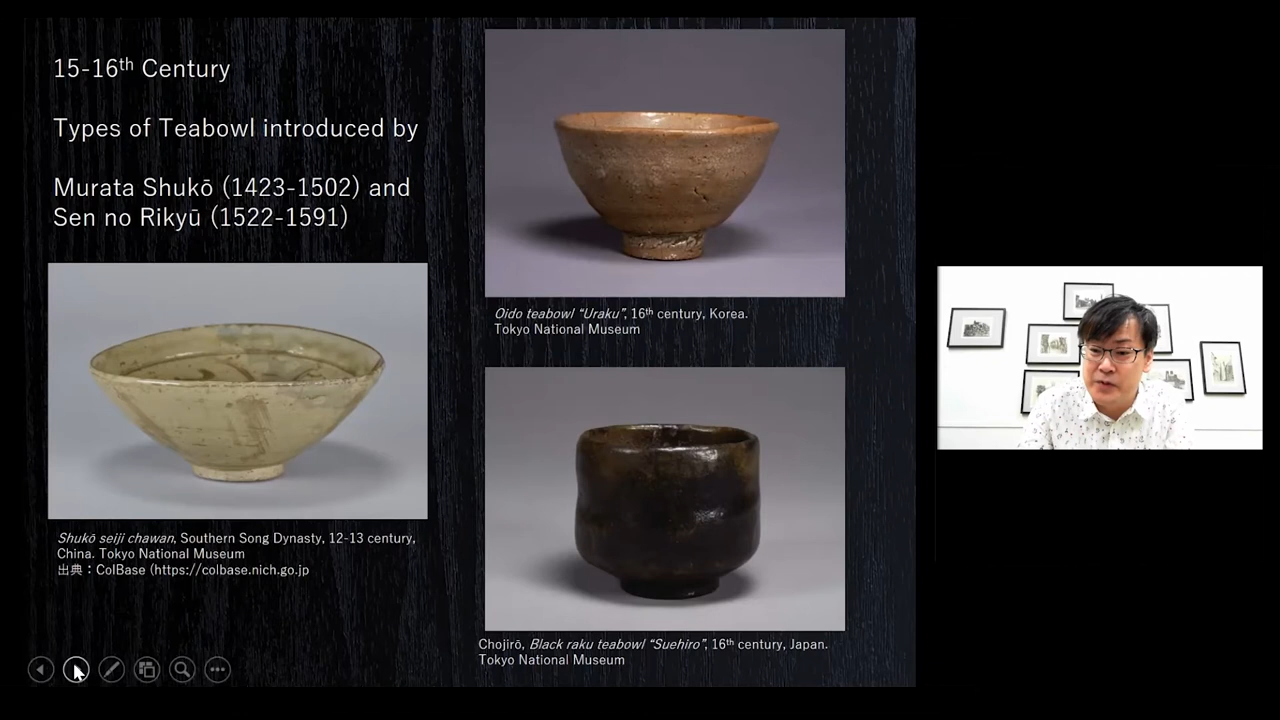 15-16th Century
Types of Teabowl introduced by
Murata Shukō (1423-1502) and
Sen no Rikyū (1522-1591)
Shukō seiji chawan, Southern Song Dynasty, 12-13 century,
China. Tokyo National Museum
出典：ColBase (https://colbase.nich.go.jp
Oido teabowl “Uraku”, 16th century, Korea.
Tokyo National Museum
Chojirō, Black raku teabowl “Suehiro”, 16th century, Japan.
Tokyo National Museum